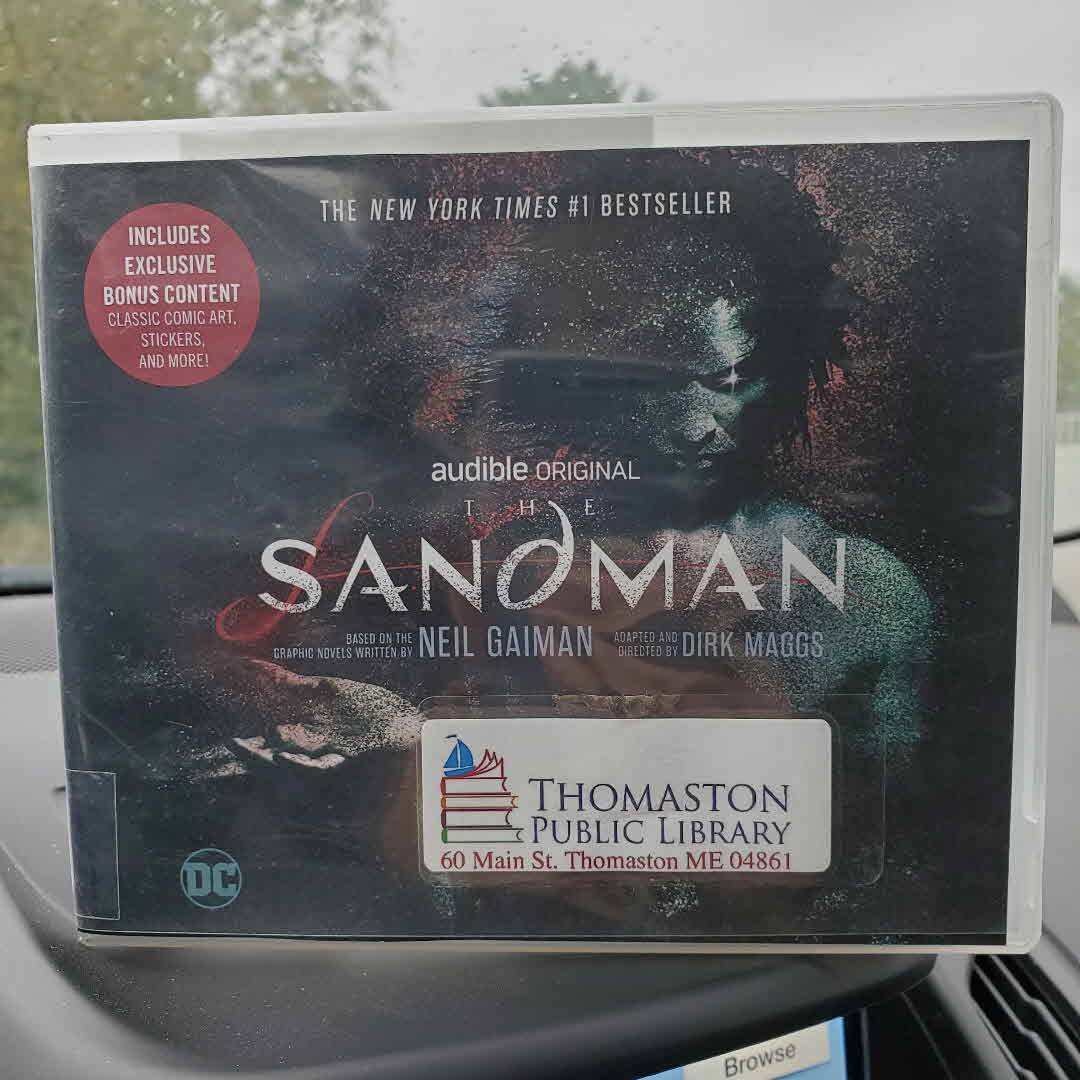 THE NEW YORK TIMES #1 BESTSELLER
INCLUDES
EXCLUSIVE
BONUS CONTENT
CLASSIC COMIC ART,
STICKERS,
AND MORE!
audible ORIGINAL
THE
SANDMAN
BASED ON THE
GRAPHIC NOVELS WRITTEN BY NEIL GAIMAN
ADAPTED AND
DIRECTED BY DIRK MAGGS
THOMASTON
PUBLIC LIBRARY
60 Main St. Thomaston ME 04861
DC
Browse